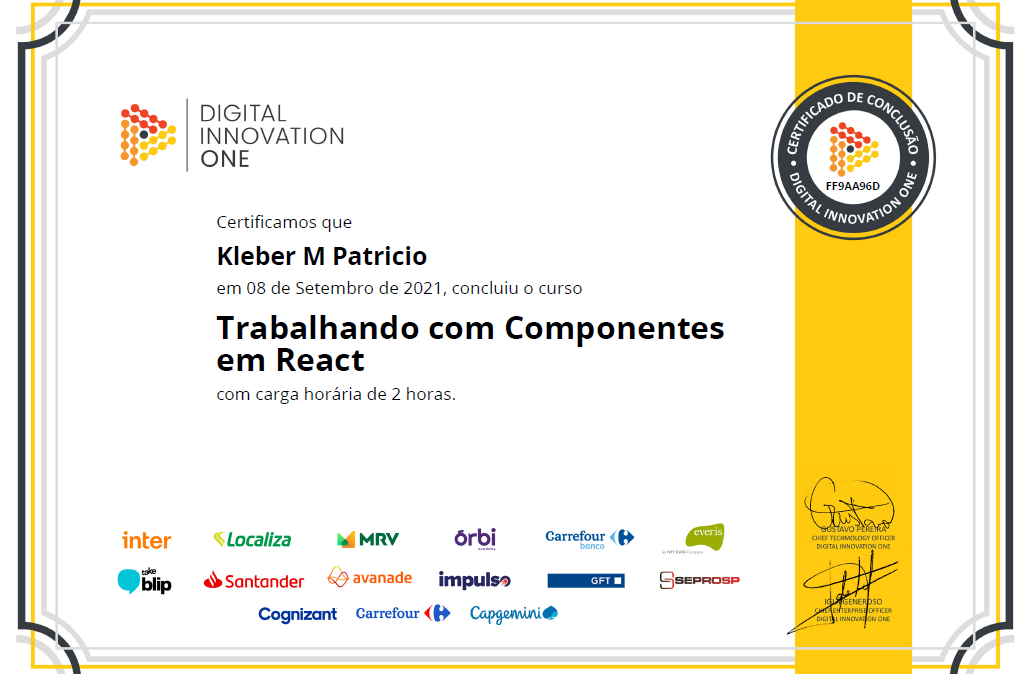 DIGITAL
INNOVATION
ONE
CERTIFICADO DE CONCLUSÃO
FF9AA96D
DIGITAL INNOVATION ONE
Certificamos que
Kleber M Patricio
em 08 de Setembro de 2021, concluiu o curso
Trabalhando com Componentes
em React
com carga horária de 2 horas.
inter
Localiza
MRV
ōrbi
academy
Carrefour
banco
everis
an NTT DATA Company
take
blip
Santander
avanade
impulso
GFT
SEPROSP
Cognizant
Carrefour
Capgemini
GUSTAVO PEREIRA
CHIEF TECHNOLOGY OFFICER
DIGITAL INNOVATION ONE
GENEROSO
CHIEF ENTERPRISE OFFICER
DIGITAL INNOVATION ONE